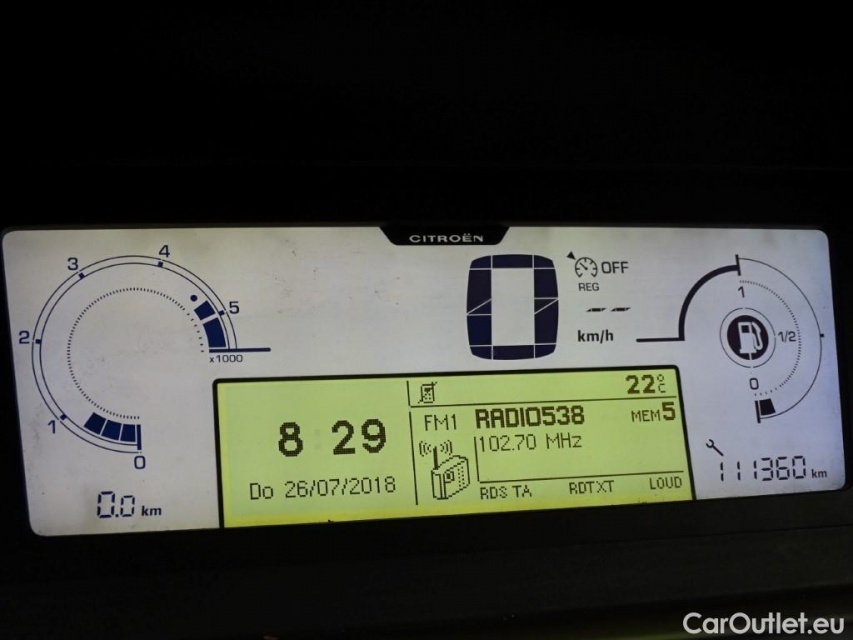 CITROËN
3 4
2 5
x1000
1
0
0.0 km
0
OFF
REG
--
km/h
1
1/2
0
111360 km
8 29
Do 26/07/2018
22°C
FM1 RADIO538 MEM5
102.70 MHz
RDS TA RDTXT LOUD
CarOutlet.eu